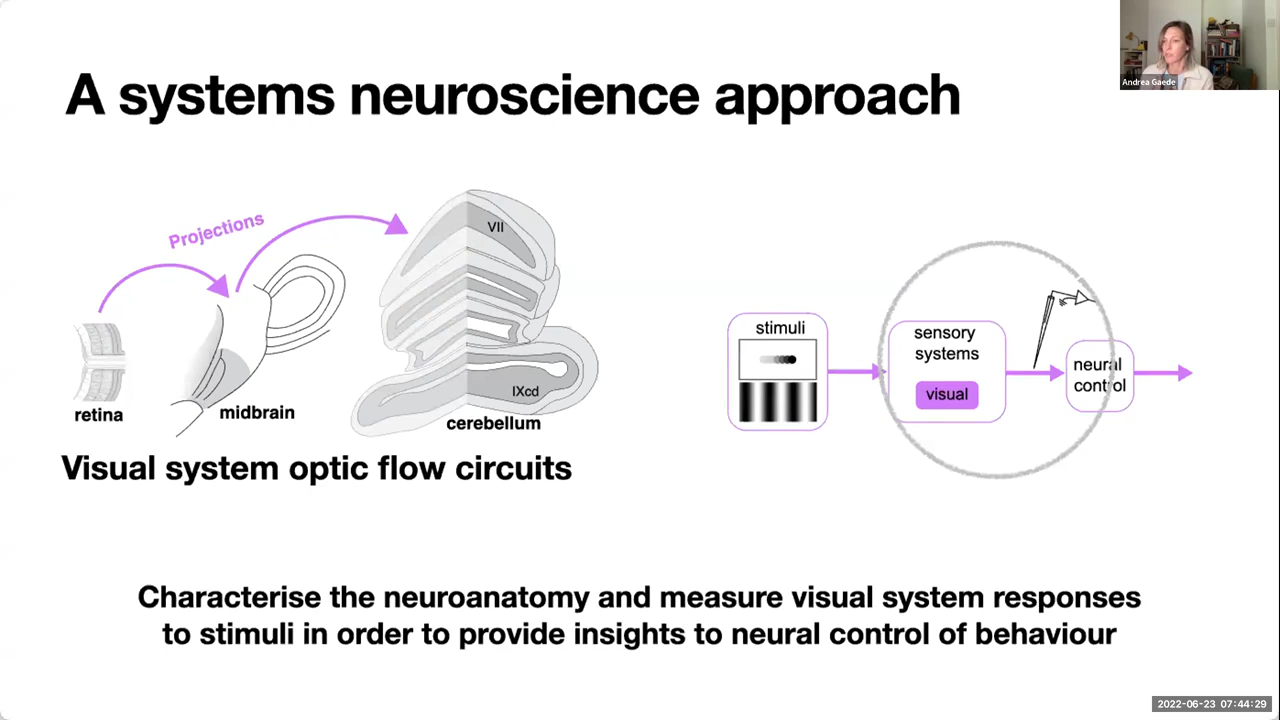 A systems neuroscience approach
Andrea Gaede
Projections
VII
IXcd
retina
midbrain
cerebellum
Visual system optic flow circuits
stimuli
sensory
systems
visual
neural
control
Characterise the neuroanatomy and measure visual system responses
to stimuli in order to provide insights to neural control of behaviour
2022-06-23 07:44:29